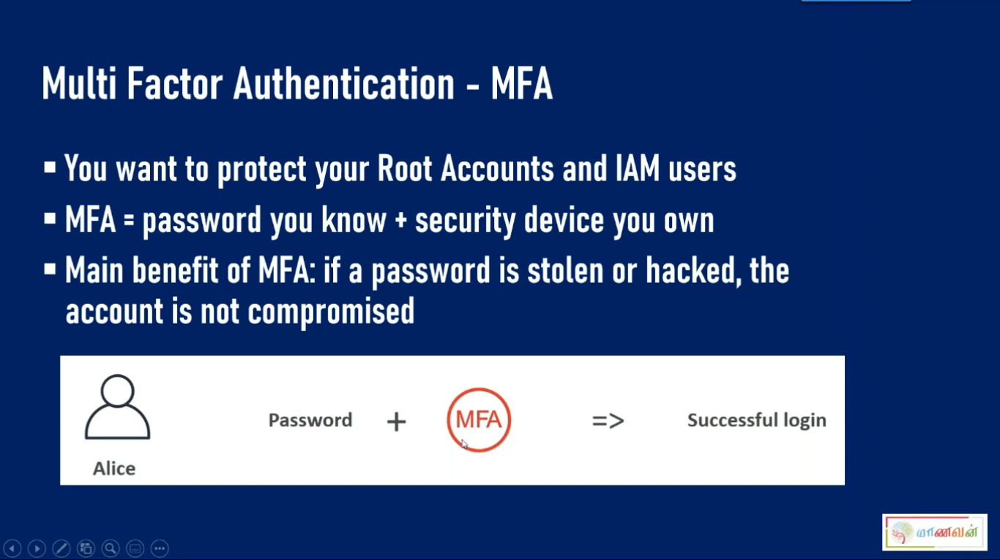 Multi Factor Authentication - MFA
▪ You want to protect your Root Accounts and IAM users
▪ MFA = password you know + security device you own
▪ Main benefit of MFA: if a password is stolen or hacked, the
account is not compromised
Password + MFA => Successful login
Alice
மாணவன்